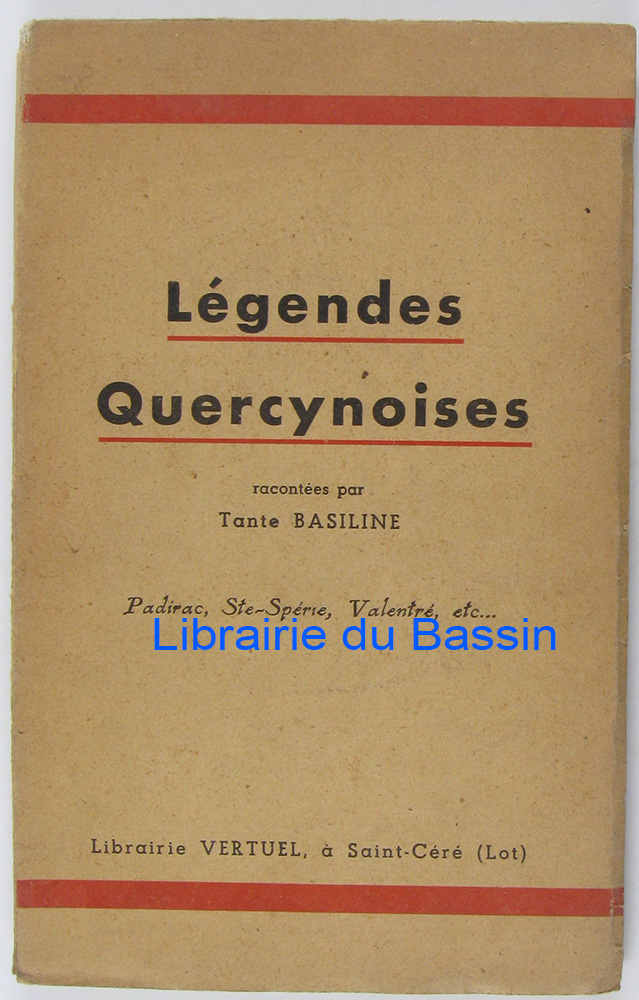 Légendes
Quercynoises
racontées par
Tante BASILINE
Padirac, Ste-Spérie, Valentré, etc...
Librairie du Bassin
Librairie VERTUEL, à Saint-Céré (Lot)